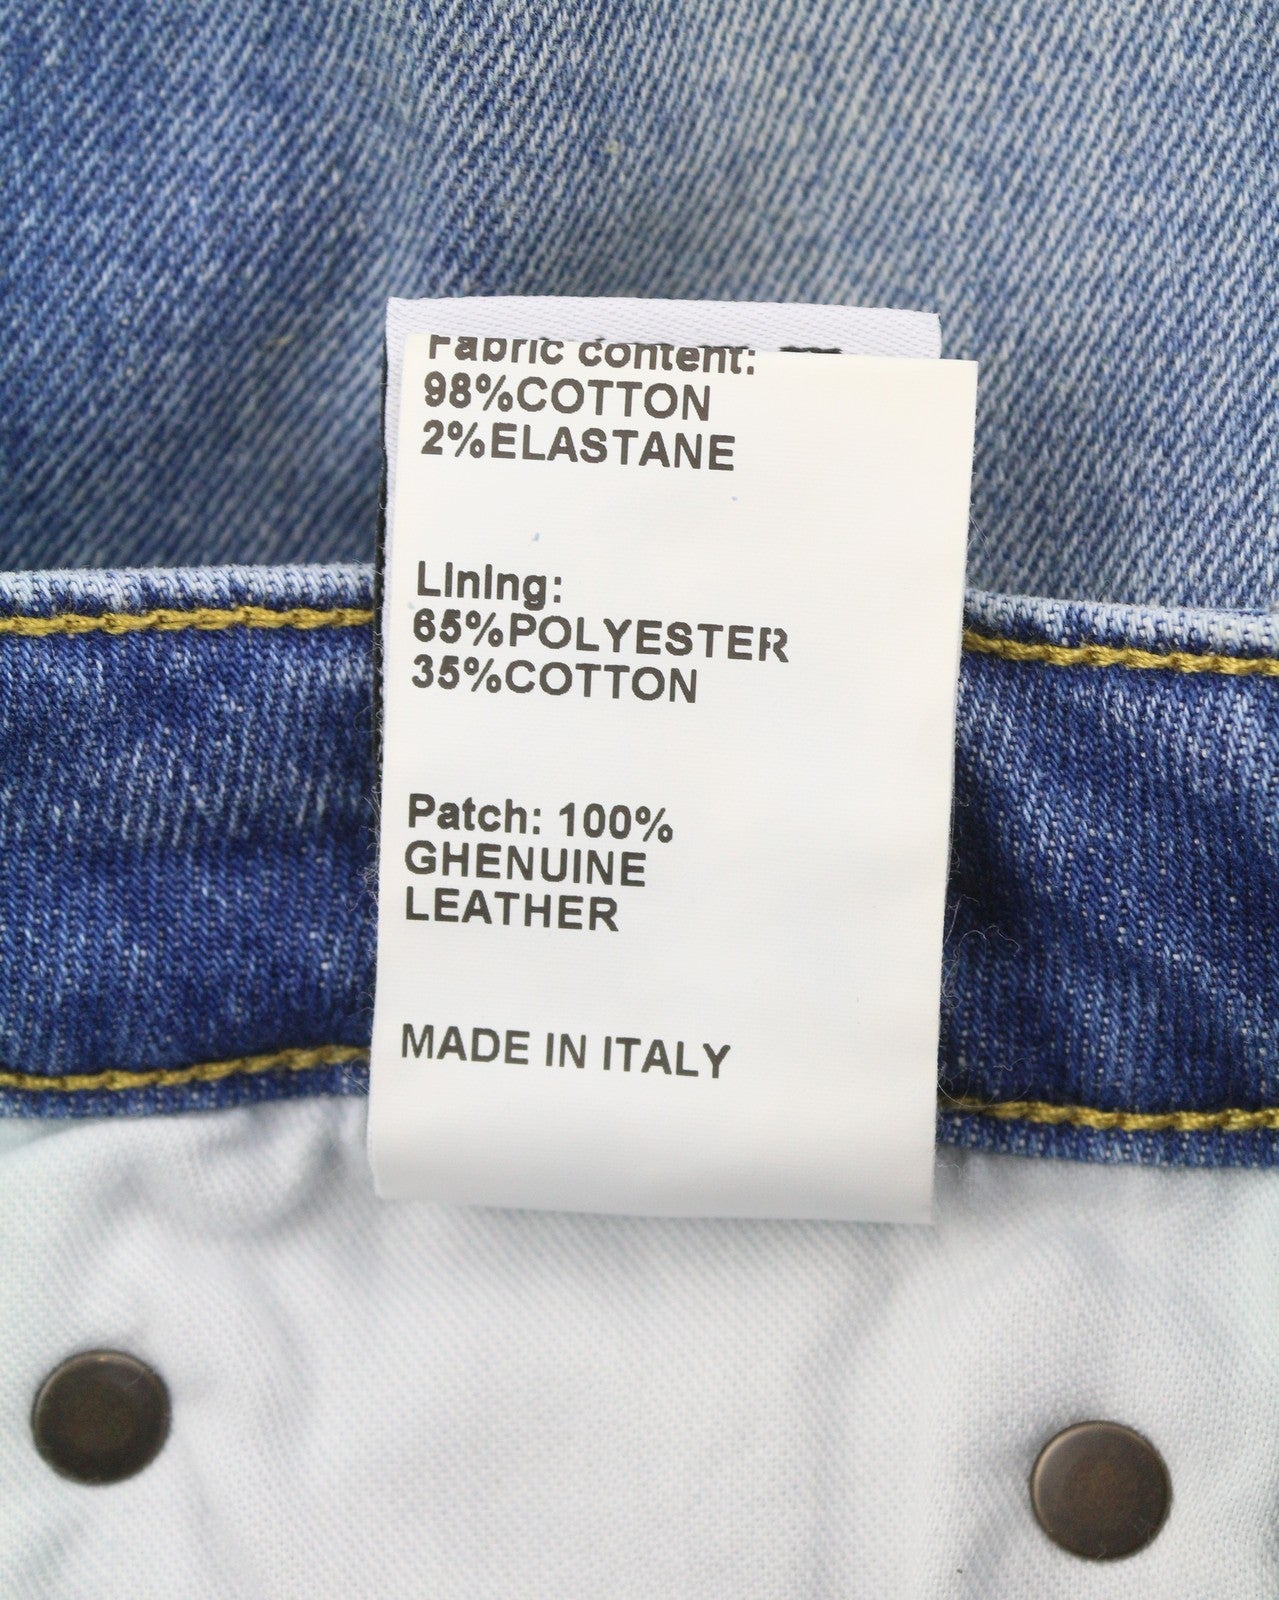 Fabric content:
98%COTTON
2%ELASTANE
Lining:
65%POLYESTER
35%COTTON
Patch: 100%
GHENUINE
LEATHER
MADE IN ITALY